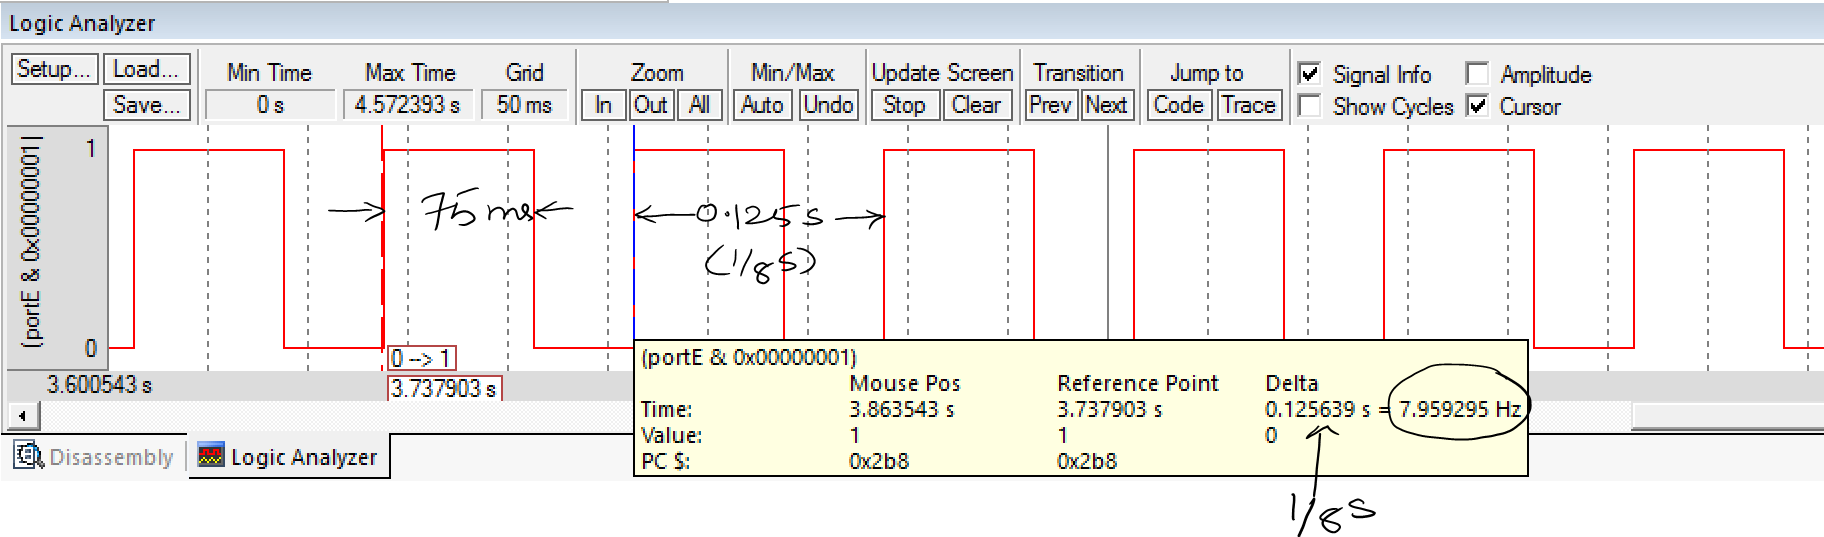 Logic Analyzer
Setup... Load... Min Time Max Time Grid Zoom Min/Max Update Screen Transition Jump to Signal Info Amplitude
Save... 0 s 4.572393 s 50 ms In Out All Auto Undo Stop Clear Prev Next Code Trace Show Cycles Cursor
(portE & 0x00000001)
1
75 ms 0.125 s
(1/8 s)
0
0 --> 1
3.600543 s 3.737903 s
(portE & 0x00000001)
Mouse Pos Reference Point Delta
Time: 3.863543 s 3.737903 s 0.125639 s = 7.959295 Hz
Value: 1 1 0
PC $: 0x2b8 0x2b8
Disassembly Logic Analyzer
1/8 s